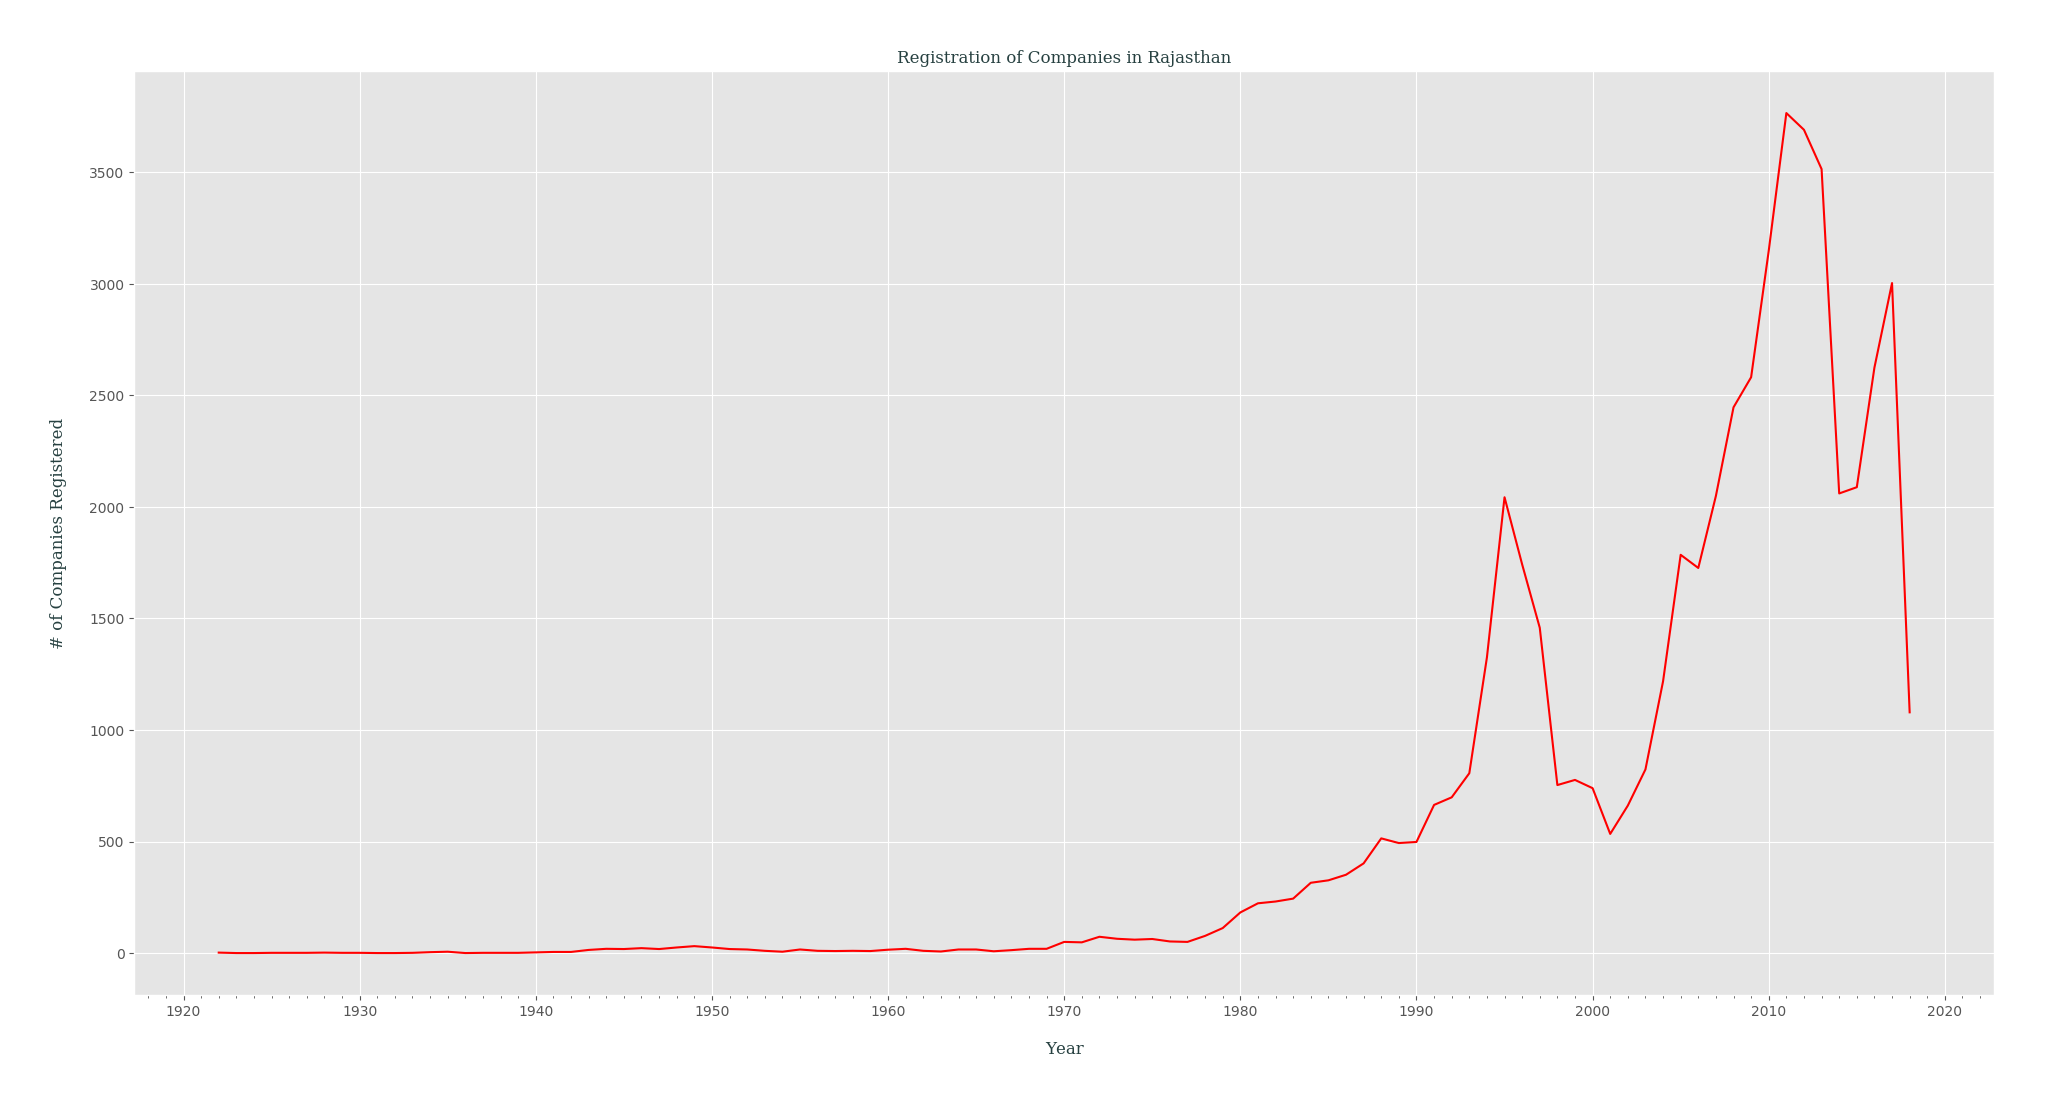 Registration of Companies in Rajasthan
# of Companies Registered
3500
3000
2500
2000
1500
1000
500
0
1920 1930 1940 1950 1960 1970 1980 1990 2000 2010 2020
Year